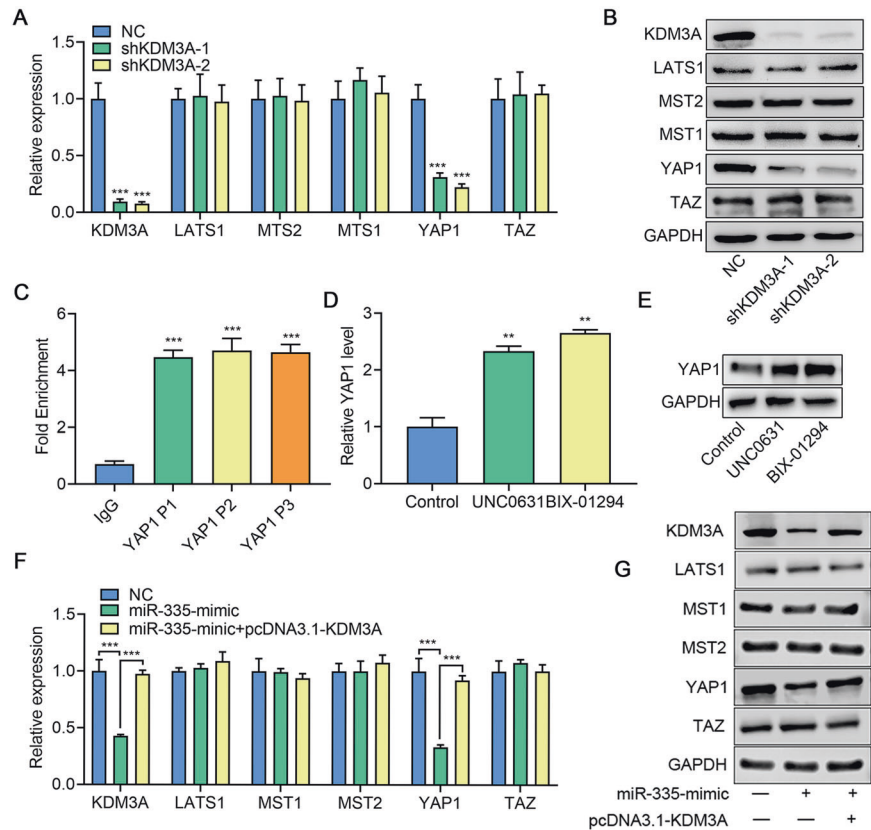 A
NC
shKDM3A-1
shKDM3A-2
Relative expression
1.5
1.0
0.5
0.0
*** ***
*** ***
KDM3A LATS1 MTS2 MTS1 YAP1 TAZ
B
KDM3A
LATS1
MST2
MST1
YAP1
TAZ
GAPDH
NC
shKDM3A-1
shKDM3A-2
C
Fold Enrichment
6
4
2
0
*** *** ***
IgG
YAP1 P1
YAP1 P2
YAP1 P3
D
Relative YAP1 level
3
2
1
0
** **
Control UNC0631 BIX-01294
E
YAP1
GAPDH
Control
UNC0631
BIX-01294
F
NC
miR-335-mimic
miR-335-minic+pcDNA3.1-KDM3A
Relative expression
1.5
1.0
0.5
0.0
*** ***
*** ***
KDM3A LATS1 MST1 MST2 YAP1 TAZ
G
KDM3A
LATS1
MST1
MST2
YAP1
TAZ
GAPDH
miR-335-mimic — + +
pcDNA3.1-KDM3A — — +